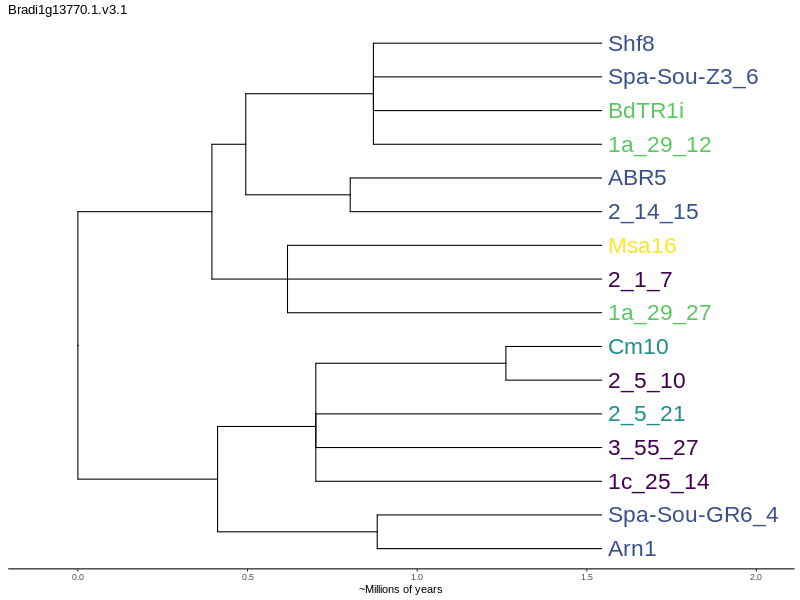 Bradi1g13770.1.v3.1
Shf8
Spa-Sou-Z3_6
BdTR1i
1a_29_12
ABR5
2_14_15
Msa16
2_1_7
1a_29_27
Cm10
2_5_10
2_5_21
3_55_27
1c_25_14
Spa-Sou-GR6_4
Arn1
0.0 0.5 1.0 1.5 2.0
~Millions of years